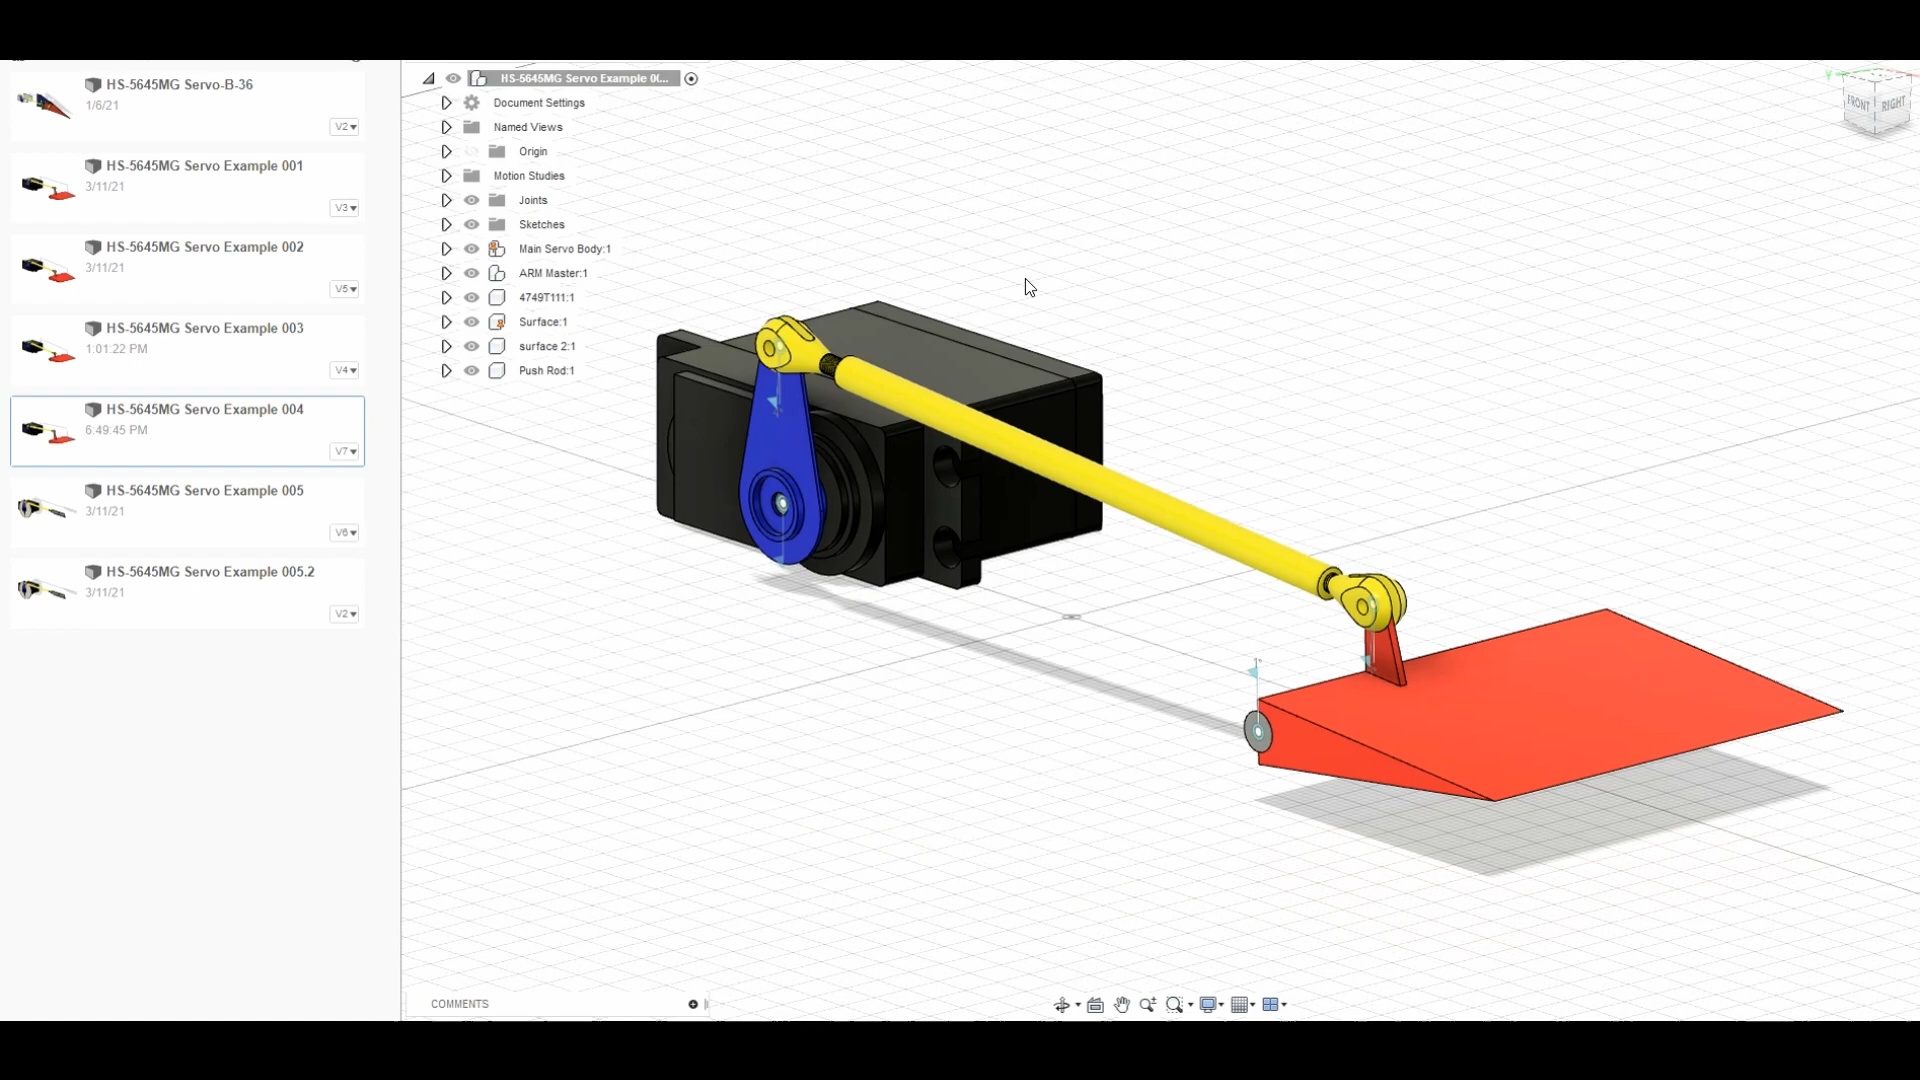 HS-5645MG Servo-B-36
1/6/21
V2
HS-5645MG Servo Example 001
3/11/21
V3
HS-5645MG Servo Example 002
3/11/21
V5
HS-5645MG Servo Example 003
1:01:22 PM
V4
HS-5645MG Servo Example 004
6:49:45 PM
V7
HS-5645MG Servo Example 005
3/11/21
V6
HS-5645MG Servo Example 005.2
3/11/21
V2
HS-5645MG Servo Example 0(...
Document Settings
Named Views
Origin
Motion Studies
Joints
Sketches
Main Servo Body:1
ARM Master:1
4749T111:1
Surface:1
surface 2:1
Push Rod:1
FRONT
RIGHT
Y
COMMENTS